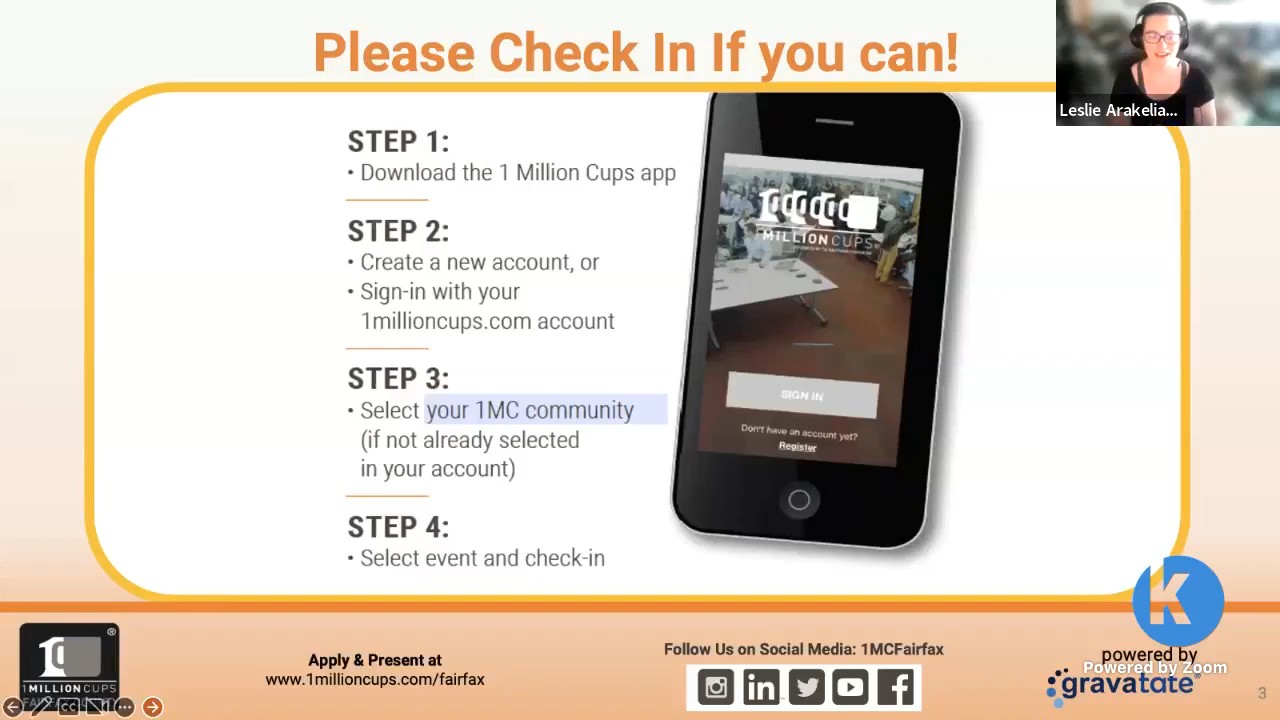 Please Check In If you can!
Leslie Arakelia...
STEP 1:
• Download the 1 Million Cups app
STEP 2:
• Create a new account, or
• Sign-in with your
1millioncups.com account
STEP 3:
• Select your 1MC community
(if not already selected
in your account)
STEP 4:
• Select event and check-in
MILLION CUPS®
SIGN IN
Don't have an account yet?
Register
1MILLIONCUPS
®
CC
Apply & Present at
www.1millioncups.com/fairfax
Follow Us on Social Media: 1MCFairfax
in
K
powered by
Powered by Zoom
gravatate®
3